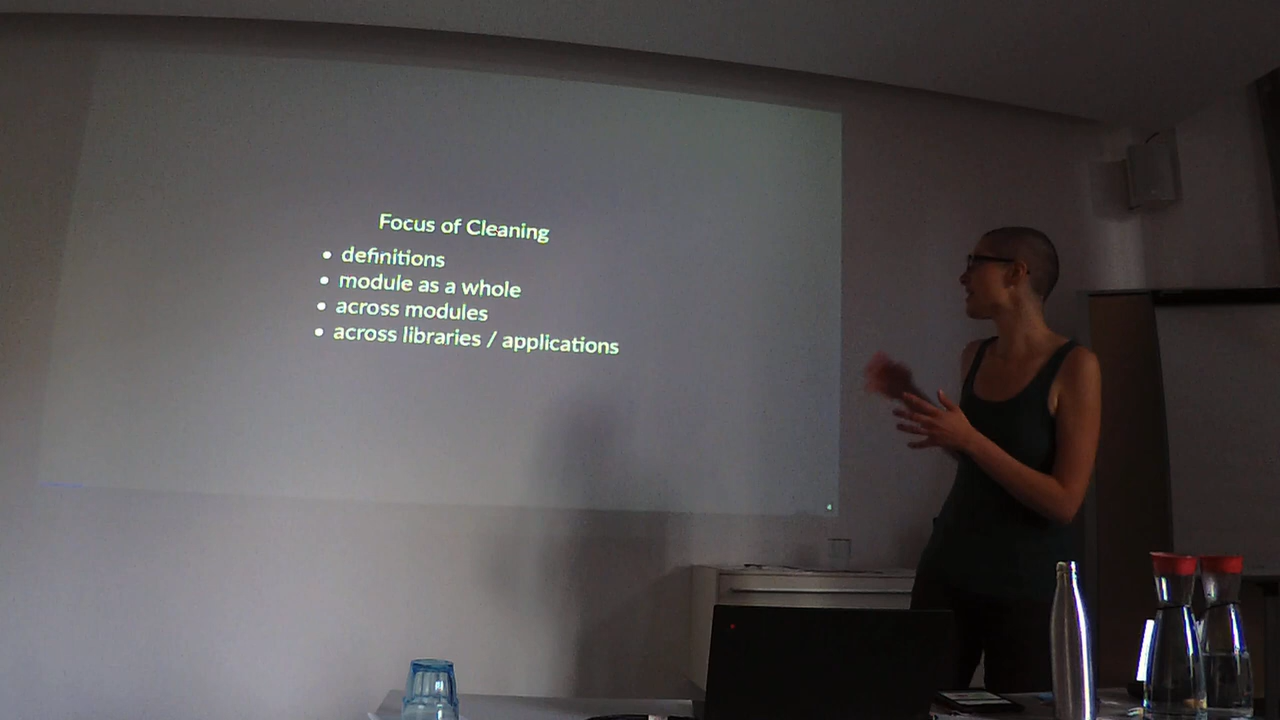 Focus of Cleaning
• definitions
• module as a whole
• across modules
• across libraries / applications